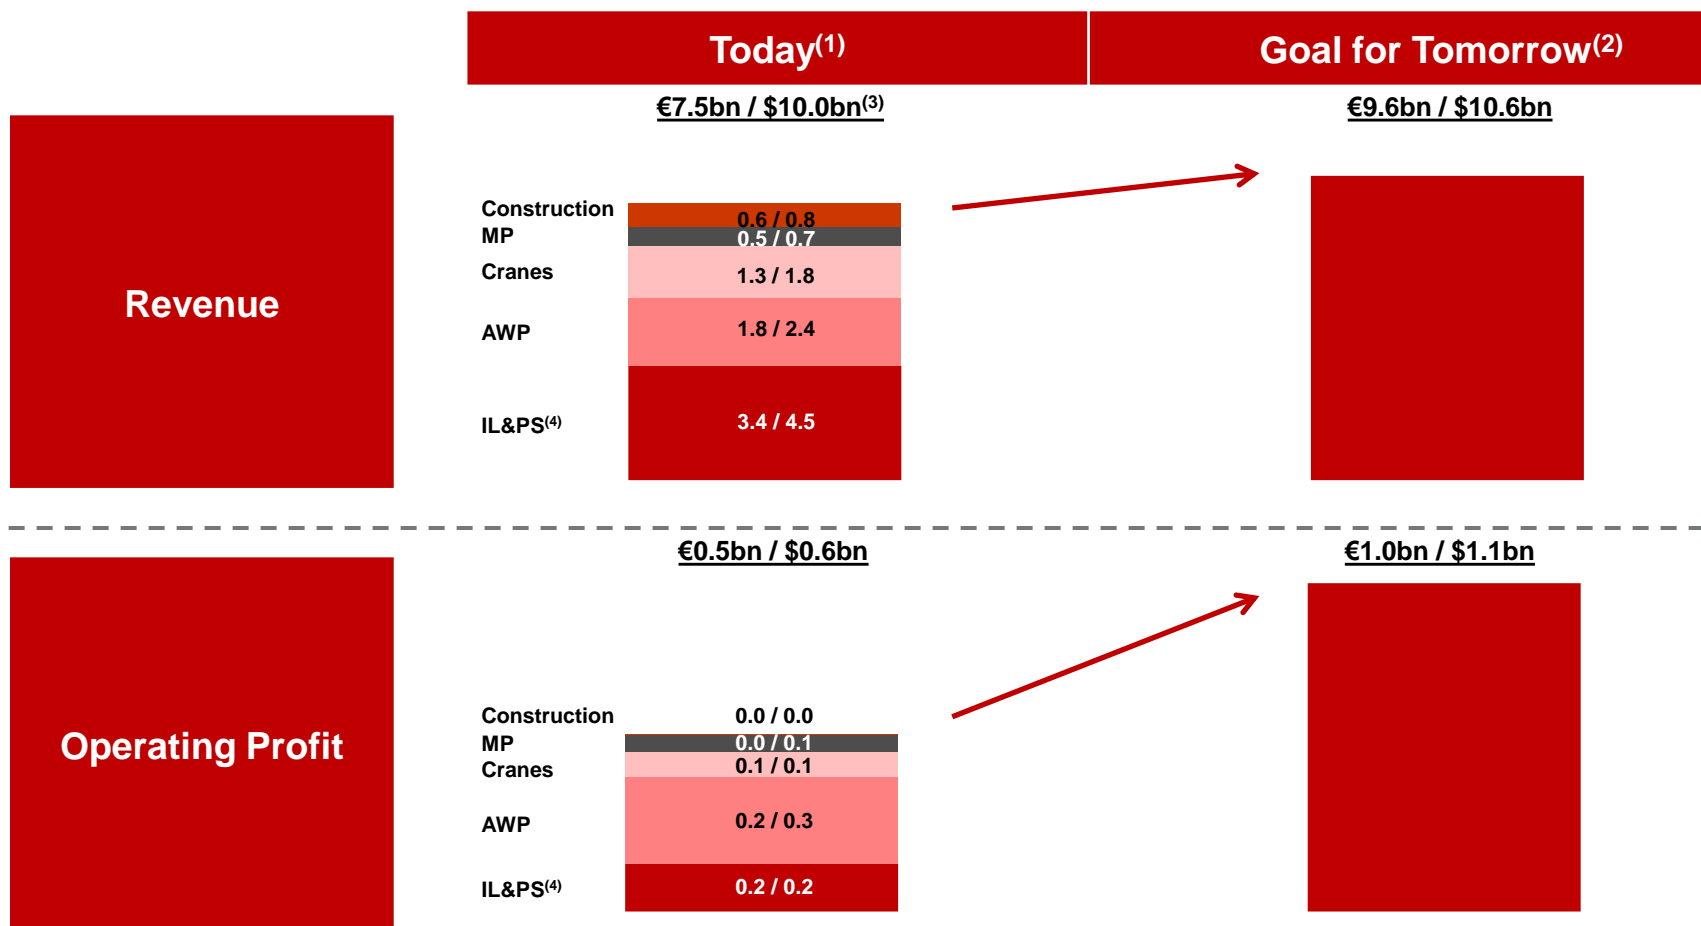 Today(1)
Goal for Tomorrow(2)
€7.5bn / $10.0bn(3)
€9.6bn / $10.6bn
Revenue
Construction
0.6 / 0.8
MP
0.5 / 0.7
Cranes
1.3 / 1.8
AWP
1.8 / 2.4
IL&PS(4)
3.4 / 4.5
€0.5bn / $0.6bn
€1.0bn / $1.1bn
Operating Profit
Construction
0.0 / 0.0
MP
0.0 / 0.1
Cranes
0.1 / 0.1
AWP
0.2 / 0.3
IL&PS(4)
0.2 / 0.2